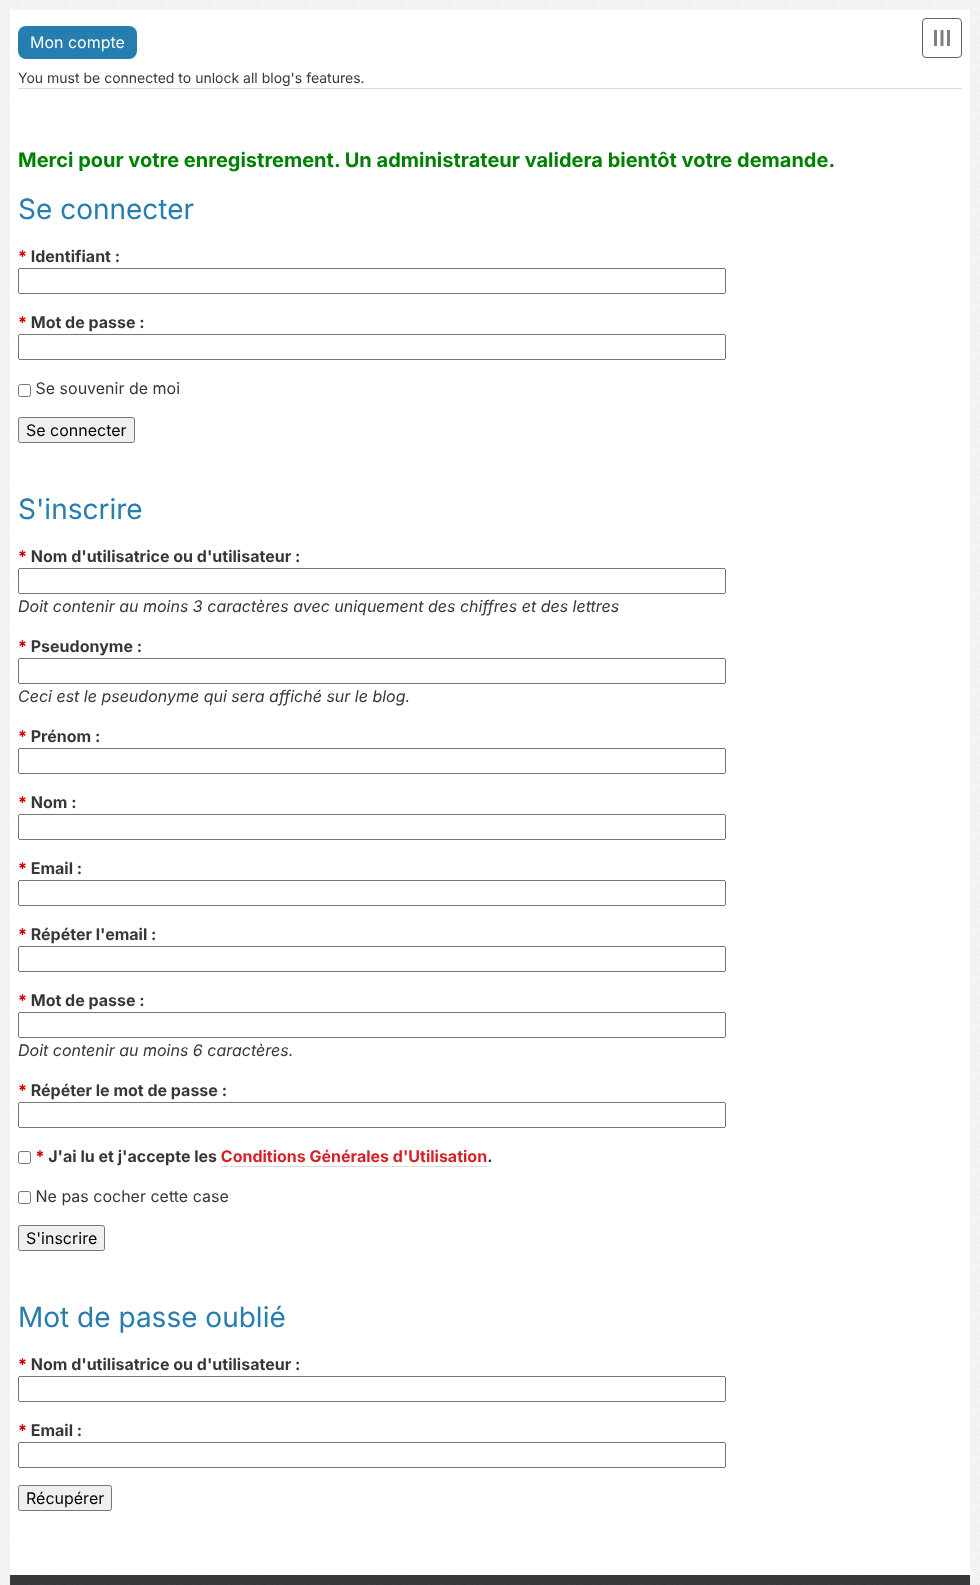 Mon compte
You must be connected to unlock all blog's features.
Merci pour votre enregistrement. Un administrateur validera bientôt votre demande.
Se connecter
* Identifiant :
* Mot de passe :
Se souvenir de moi
Se connecter
S'inscrire
* Nom d'utilisatrice ou d'utilisateur :
Doit contenir au moins 3 caractères avec uniquement des chiffres et des lettres
* Pseudonyme :
Ceci est le pseudonyme qui sera affiché sur le blog.
* Prénom :
* Nom :
* Email :
* Répéter l'email :
* Mot de passe :
Doit contenir au moins 6 caractères.
* Répéter le mot de passe :
* J'ai lu et j'accepte les Conditions Générales d'Utilisation.
Ne pas cocher cette case
S'inscrire
Mot de passe oublié
* Nom d'utilisatrice ou d'utilisateur :
* Email :
Récupérer